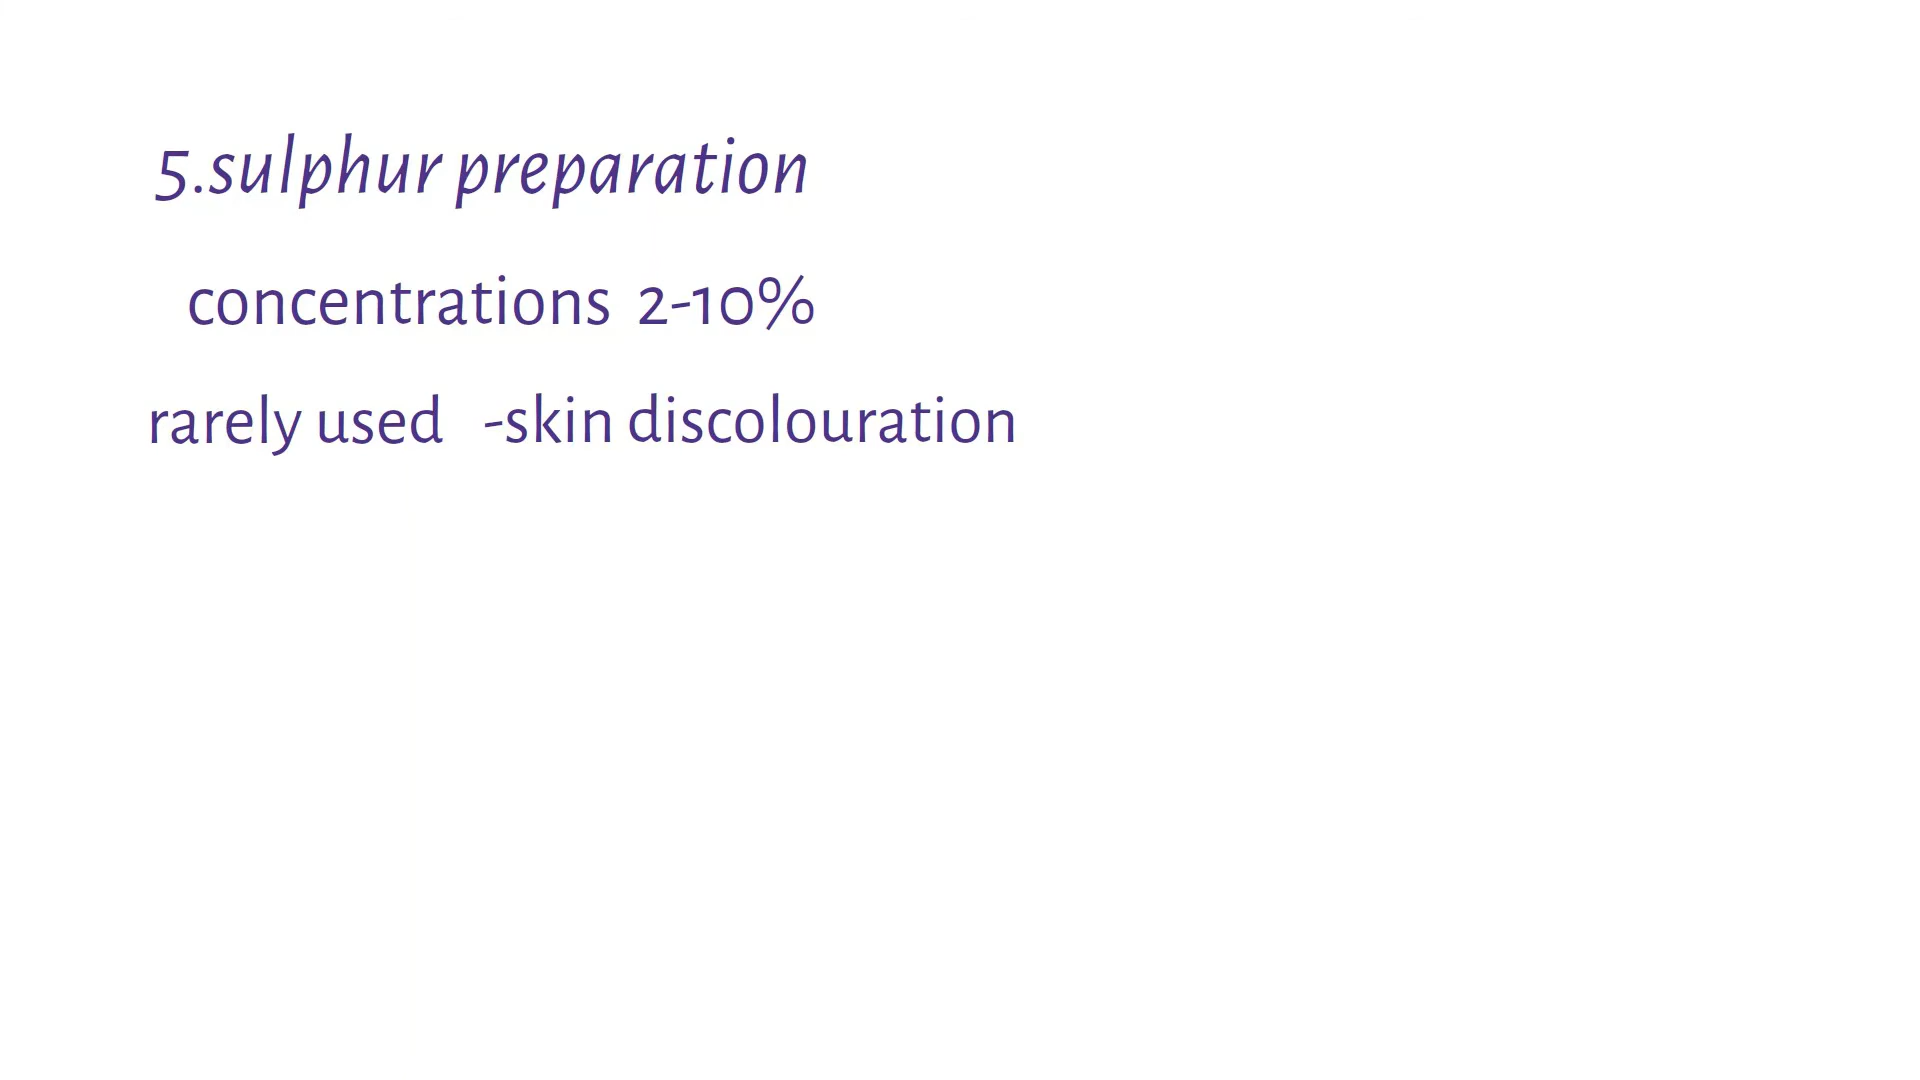 5.sulphur preparation
concentrations 2-10%
rarely used -skin discolouration